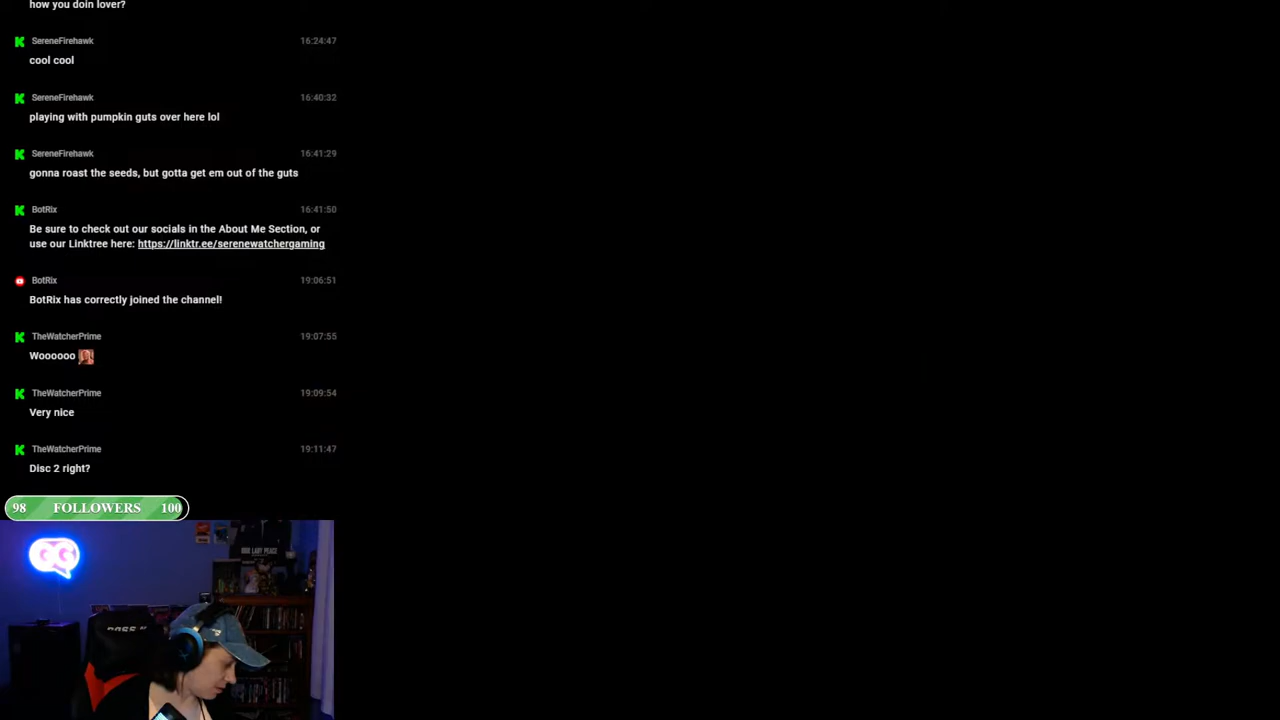 how you doin lover?
SereneFirehawk 16:24:47
cool cool
SereneFirehawk 16:40:32
playing with pumpkin guts over here lol
SereneFirehawk 16:41:29
gonna roast the seeds, but gotta get em out of the guts
BotRix 16:41:50
Be sure to check out our socials in the About Me Section, or
use our Linktree here: https://linktr.ee/serenewatchergaming
BotRix 19:06:51
BotRix has correctly joined the channel!
TheWatcherPrime 19:07:55
Woooooo
TheWatcherPrime 19:09:54
Very nice
TheWatcherPrime 19:11:47
Disc 2 right?
98 FOLLOWERS 100
OUR LADY PEACE